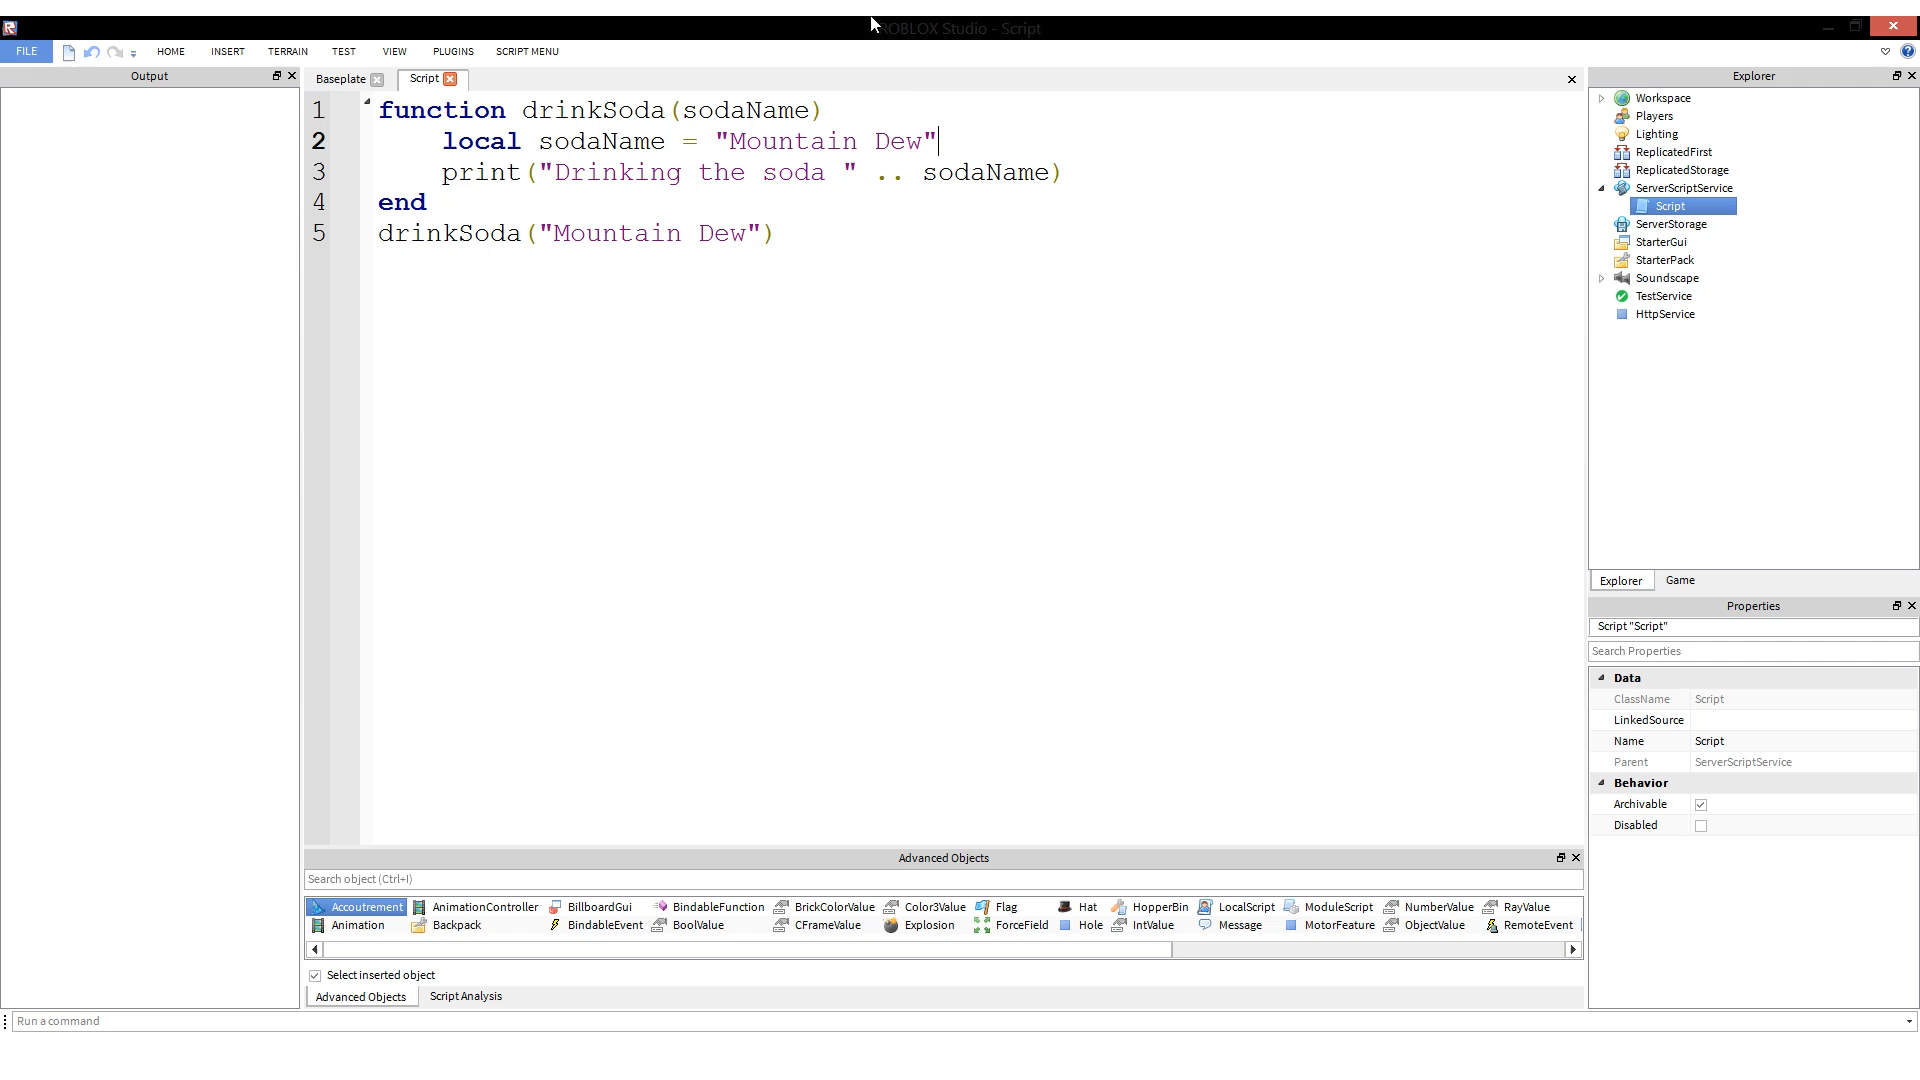 ROBLOX Studio - Script
FILE HOME INSERT TERRAIN TEST VIEW PLUGINS SCRIPT MENU
Output
Baseplate Script
1 function drinkSoda(sodaName)
2 local sodaName = "Mountain Dew"
3 print("Drinking the soda " .. sodaName)
4 end
5 drinkSoda("Mountain Dew")
Explorer
Workspace
Players
Lighting
ReplicatedFirst
ReplicatedStorage
ServerScriptService
Script
ServerStorage
StarterGui
StarterPack
Soundscape
TestService
HttpService
Explorer Game
Properties
Script "Script"
Search Properties
Data
ClassName Script
LinkedSource
Name Script
Parent ServerScriptService
Behavior
Archivable
Disabled
Advanced Objects
Search object (Ctrl+I)
Accoutrement AnimationController BillboardGui BindableFunction BrickColorValue Color3Value Flag Hat HopperBin LocalScript ModuleScript NumberValue RayValue
Animation Backpack BindableEvent BoolValue CFrameValue Explosion ForceField Hole IntValue Message MotorFeature ObjectValue RemoteEvent
Select inserted object
Advanced Objects Script Analysis
Run a command